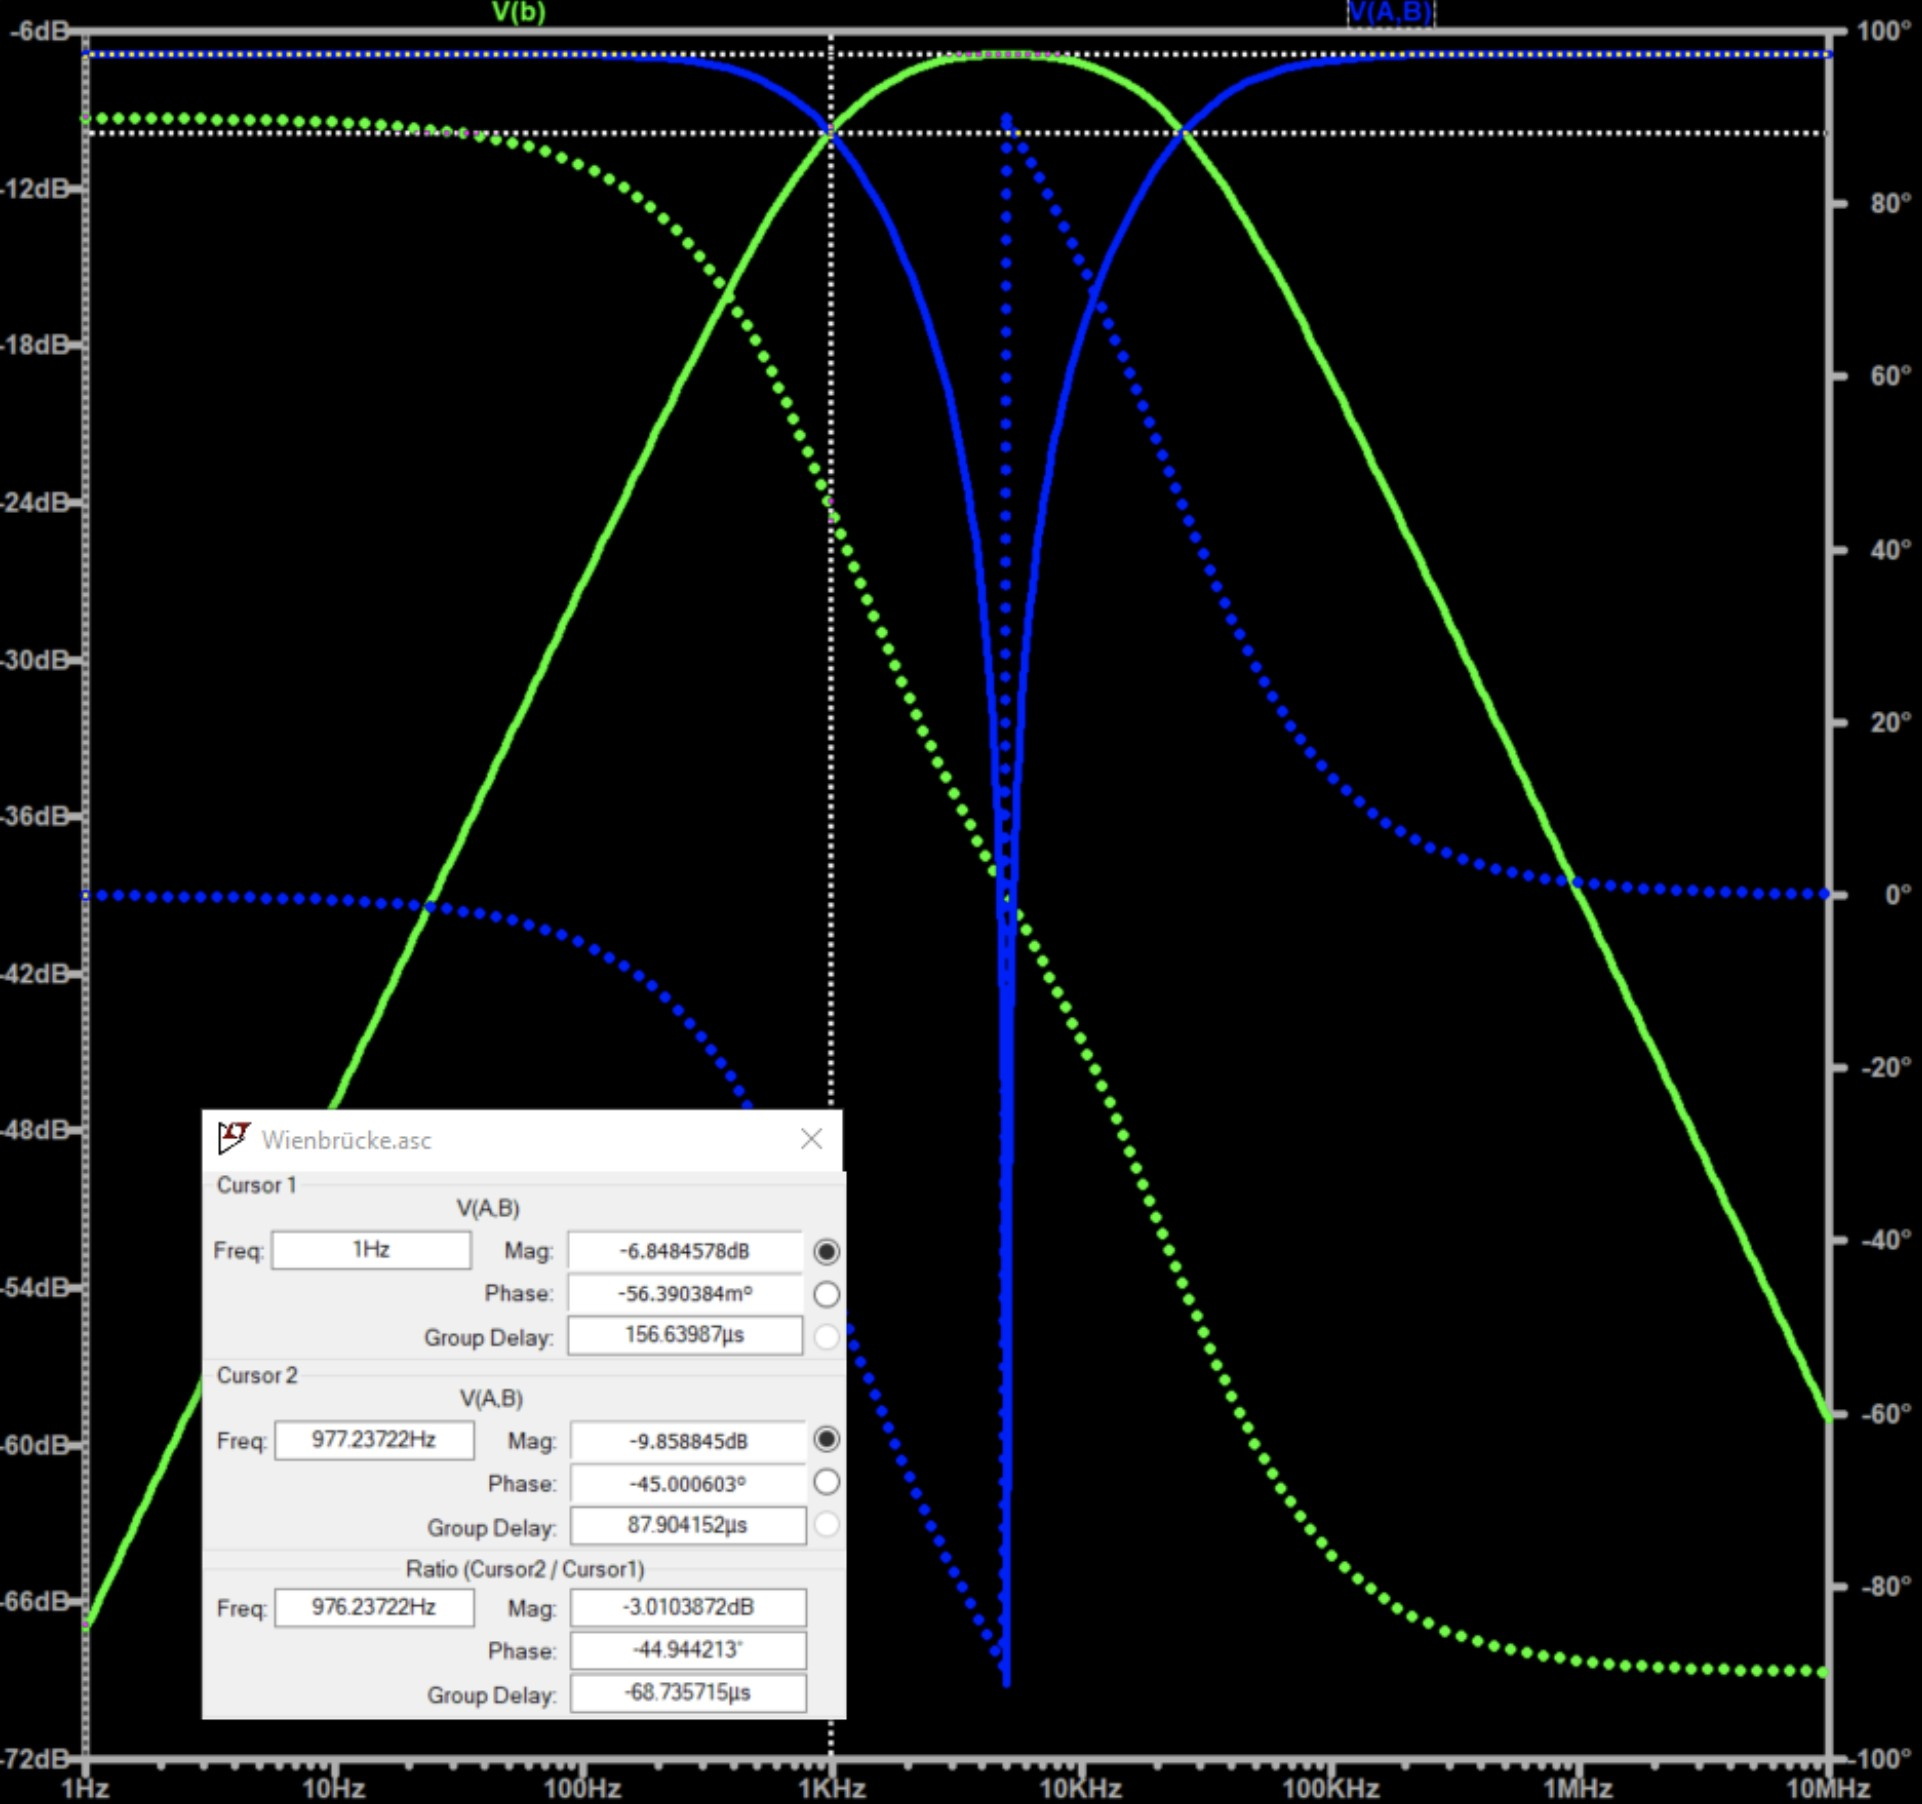 V(b) V(A,B)
-6dB 100°
-12dB 80°
-18dB 60°
-24dB 40°
-30dB 20°
-36dB 0°
-42dB -20°
-48dB -40°
-54dB -60°
-60dB -80°
-66dB -100°
-72dB
Wienbrücke.asc
Cursor 1
V(A,B)
Freq: 1Hz Mag: -6.8484578dB
Phase: -56.390384m°
Group Delay: 156.63987µs
Cursor 2
V(A,B)
Freq: 977.23722Hz Mag: -9.858845dB
Phase: -45.000603°
Group Delay: 87.904152µs
Ratio (Cursor2 / Cursor1)
Freq: 976.23722Hz Mag: -3.0103872dB
Phase: -44.944213°
Group Delay: -68.735715µs
1Hz 10Hz 100Hz 1KHz 10KHz 100KHz 1MHz 10MHz